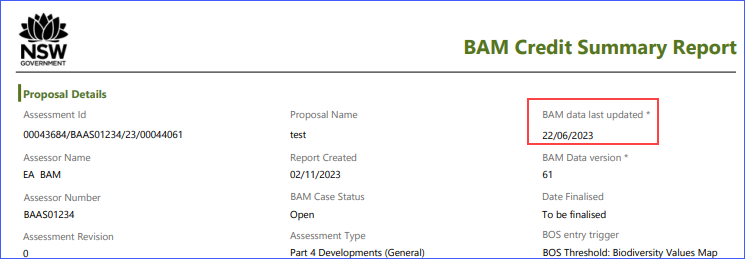 NSW
GOVERNMENT
BAM Credit Summary Report
Proposal Details
Assessment Id
00043684/BAAS01234/23/00044061
Proposal Name
test
BAM data last updated *
22/06/2023
Assessor Name
EA BAM
Report Created
02/11/2023
BAM Data version *
61
Assessor Number
BAAS01234
BAM Case Status
Open
Date Finalised
To be finalised
Assessment Revision
0
Assessment Type
Part 4 Developments (General)
BOS entry trigger
BOS Threshold: Biodiversity Values Map